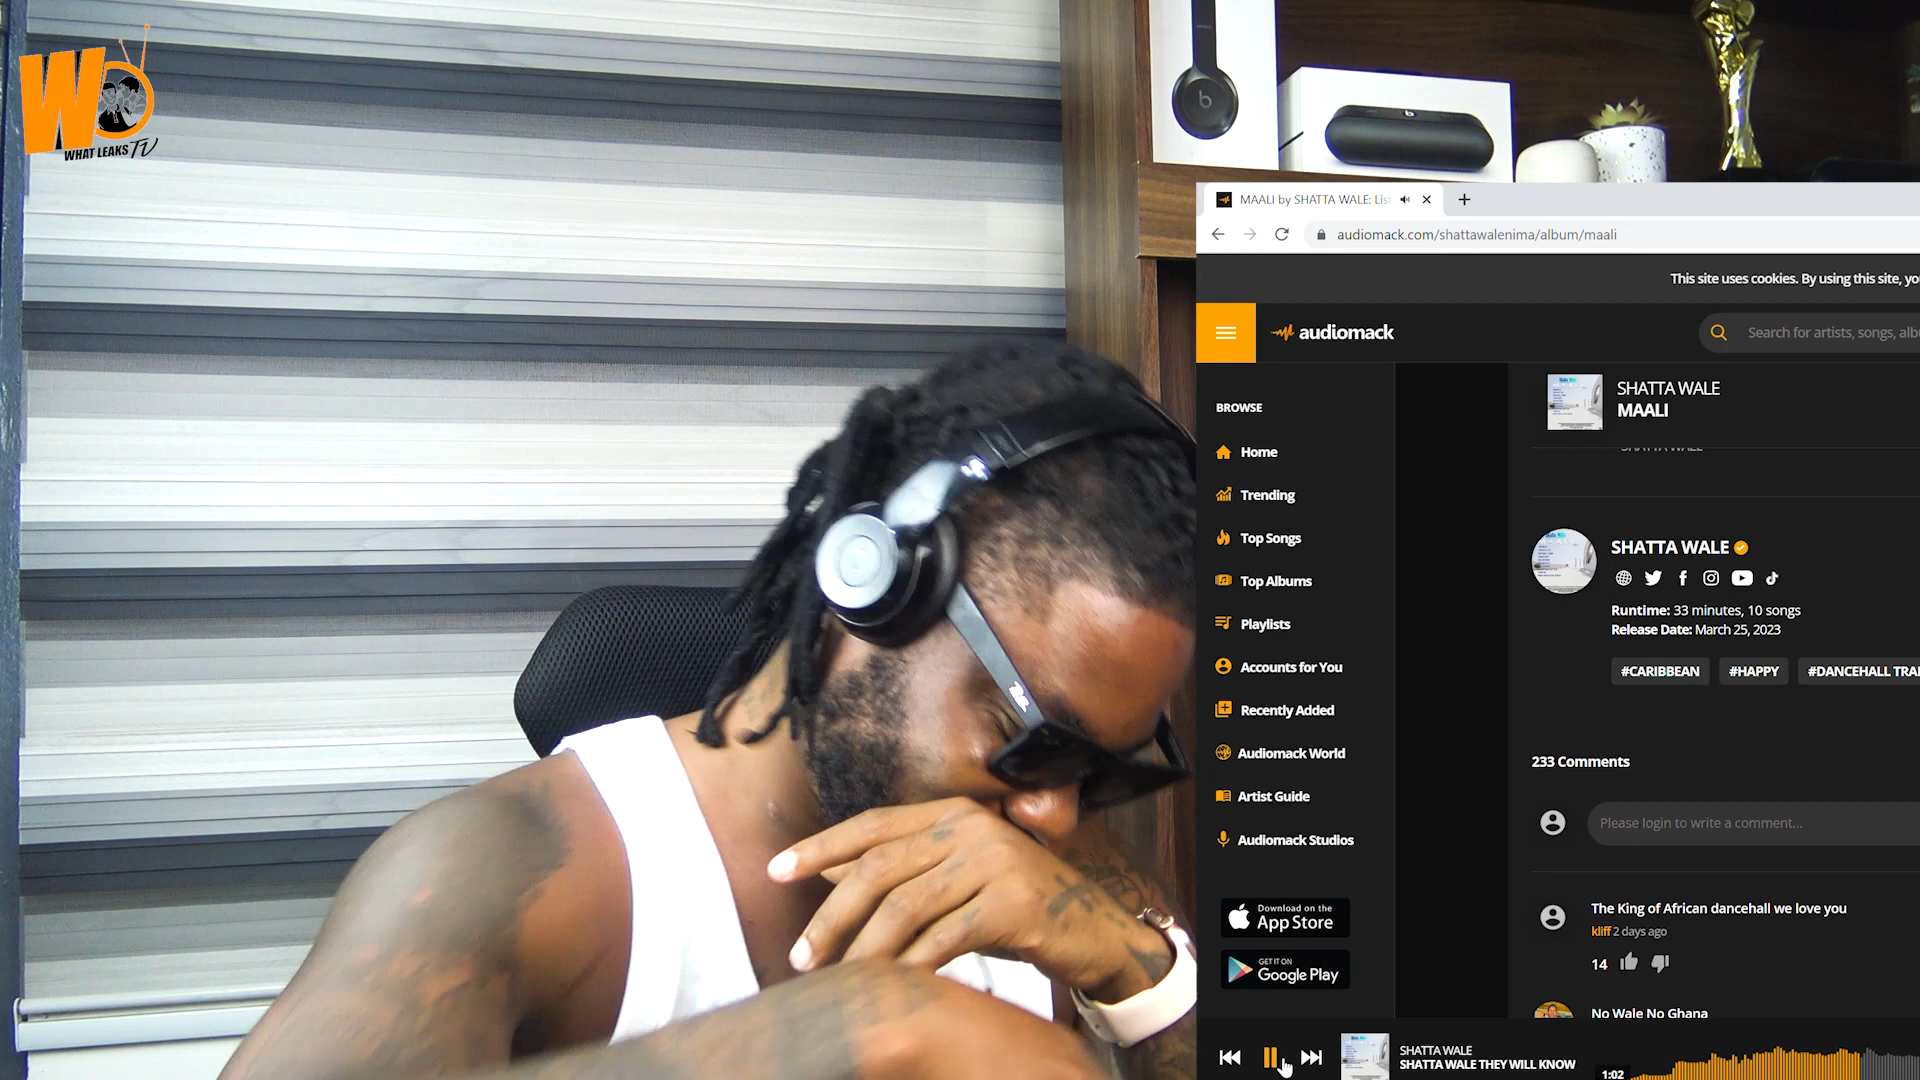 WHAT LEAKS TV
MAALI by SHATTA WALE: Lis
audiomack.com/shattawalenima/album/maali
This site uses cookies. By using this site, yo
audiomack
Search for artists, songs, alb
BROWSE
Home
Trending
Top Songs
Top Albums
Playlists
Accounts for You
Recently Added
Audiomack World
Artist Guide
Audiomack Studios
Download on the
App Store
GET IT ON
Google Play
SHATTA WALE
MAALI
SHATTA WALE
SHATTA WALE
Runtime: 33 minutes, 10 songs
Release Date: March 25, 2023
#CARIBBEAN #HAPPY #DANCEHALL TRA
233 Comments
Please login to write a comment...
The King of African dancehall we love you
kliff 2 days ago
14
No Wale No Ghana
SHATTA WALE
SHATTA WALE THEY WILL KNOW
1:02